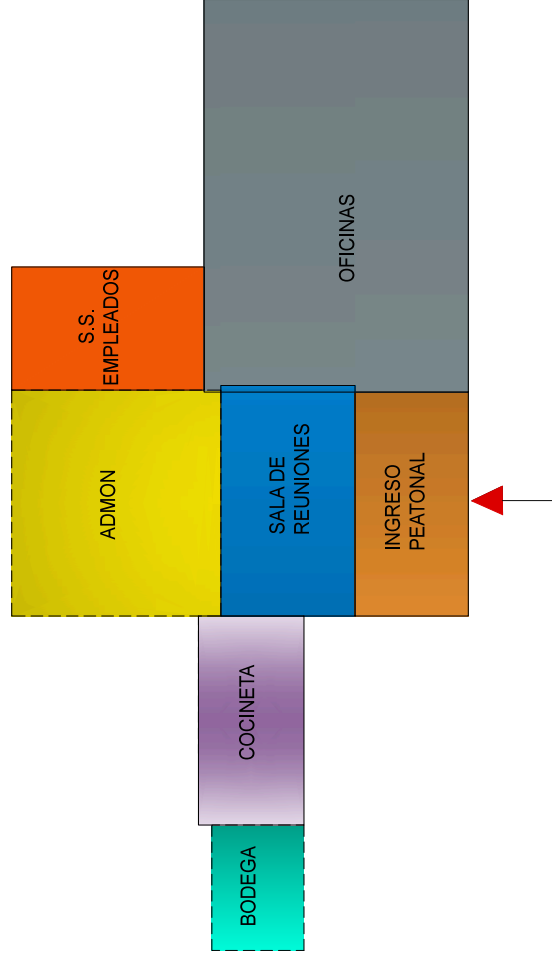 OFICINAS
S.S.
EMPLEADOS
ADMON
SALA DE
REUNIONES
INGRESO
PEATONAL
COCINETA
BODEGA